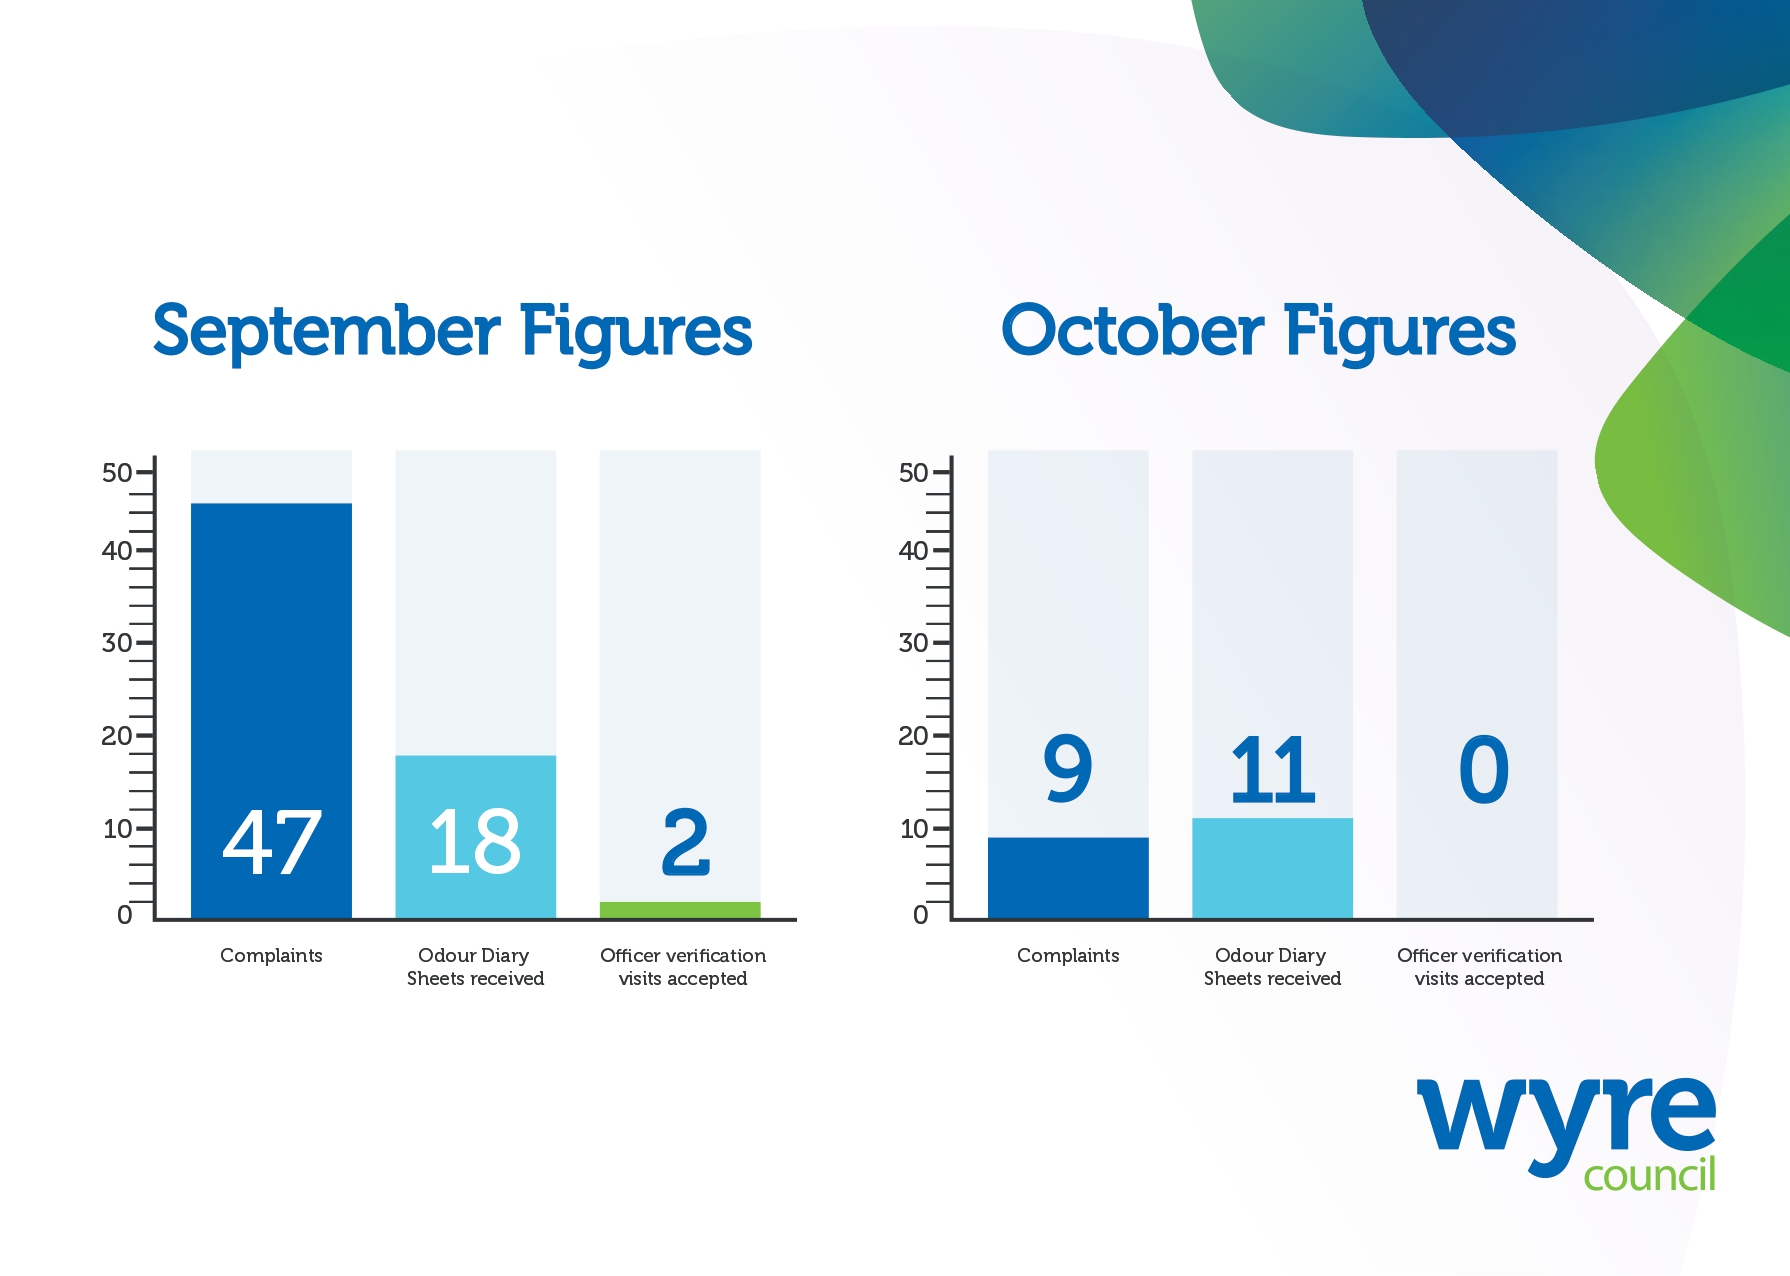 September Figures
50
40
30
20
10
0
47
18
2
Complaints
Odour Diary
Sheets received
Officer verification
visits accepted
October Figures
50
40
30
20
10
0
9
11
0
Complaints
Odour Diary
Sheets received
Officer verification
visits accepted
wyre
council